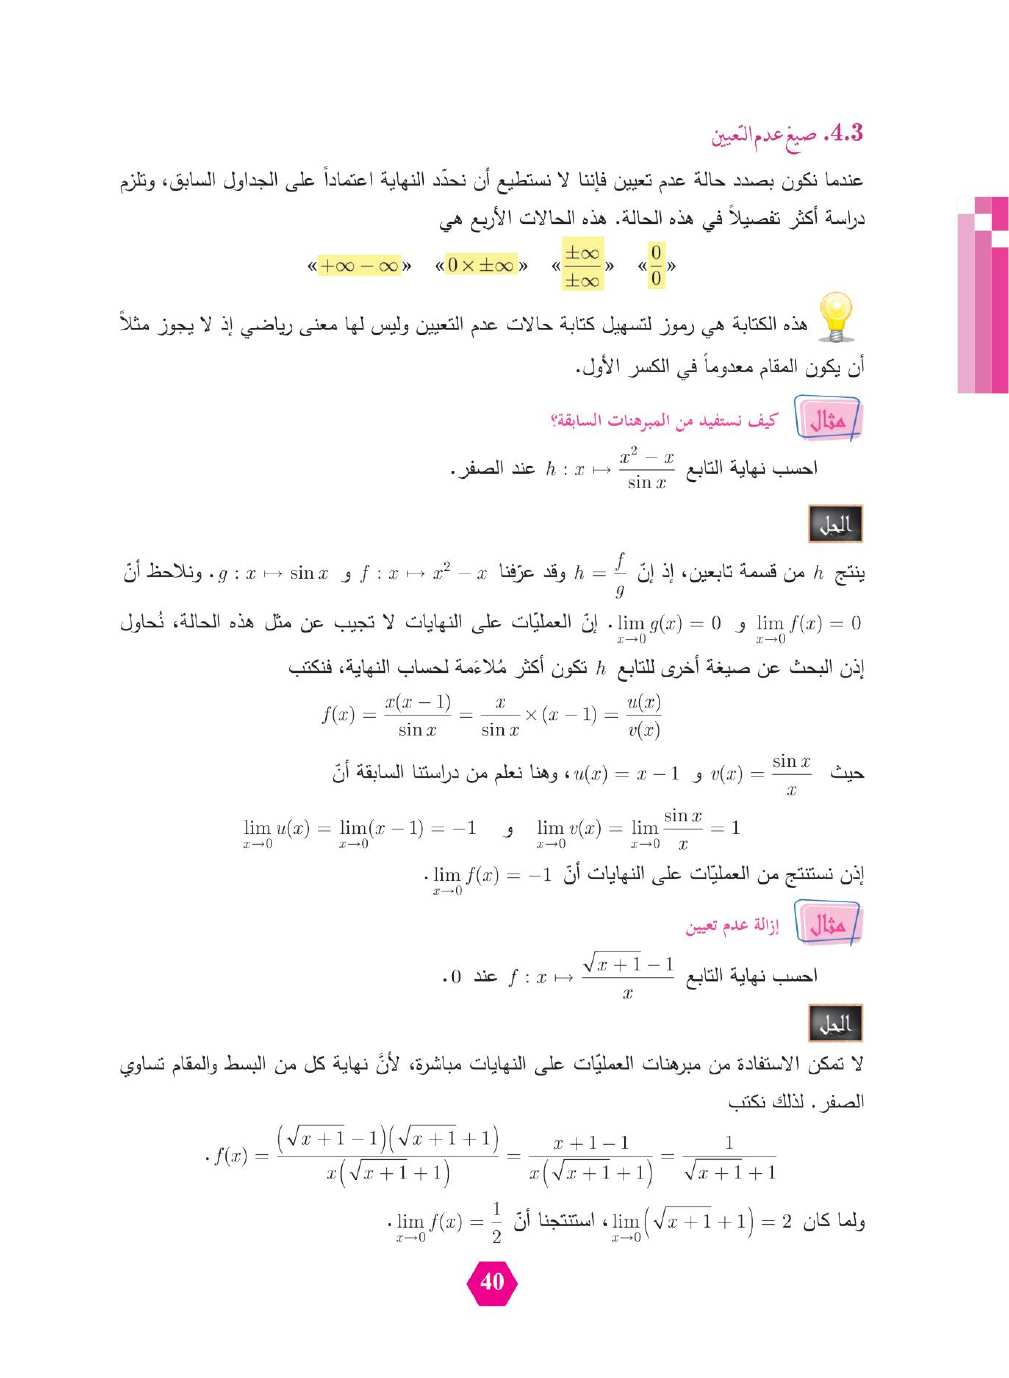 4.3. صيغ عدم التعيين
عندما نكون بصدد حالة عدم تعيين فإننا لا نستطيع أن نحدّد النهاية اعتماداً على الجداول السابق، وتلزم
دراسة أكثر تفصيلاً في هذه الحالة. هذه الحالات الأربع هي
«0/0» «±∞/±∞» «0 × ±∞» «+∞ − ∞»
هذه الكتابة هي رموز لتسهيل كتابة حالات عدم التعيين وليس لها معنى رياضي إذ لا يجوز مثلاً
أن يكون المقام معدوماً في الكسر الأول.
مثال كيف نستفيد من المبرهنات السابقة؟
احسب نهاية التابع h : x ↦ (x² − x)/(sin x) عند الصفر.
الحل
ينتج h من قسمة تابعين، إذ إنّ h = f/g وقد عرّفنا f : x ↦ x² − x و g : x ↦ sin x. ونلاحظ أنّ
lim_{x→0} f(x) = 0 و lim_{x→0} g(x) = 0. إنّ العمليّات على النهايات لا تجيب عن مثل هذه الحالة، نُحاول
إذن البحث عن صيغة أخرى للتابع h تكون أكثر مُلاءَمة لحساب النهاية، فنكتب
f(x) = x(x − 1)/(sin x) = x/(sin x) × (x − 1) = u(x)/v(x)
حيث v(x) = (sin x)/x و u(x) = x − 1، وهنا نعلم من دراستنا السابقة أنّ
lim_{x→0} u(x) = lim_{x→0}(x − 1) = −1 و lim_{x→0} v(x) = lim_{x→0} (sin x)/x = 1
إذن نستنتج من العمليّات على النهايات أنّ lim_{x→0} f(x) = −1.
مثال إزالة عدم تعيين
احسب نهاية التابع f : x ↦ (√(x + 1) − 1)/x عند 0.
الحل
لا تمكن الاستفادة من مبرهنات العمليّات على النهايات مباشرة، لأنَّ نهاية كل من البسط والمقام تساوي
الصفر. لذلك نكتب
f(x) = (√(x + 1) − 1)(√(x + 1) + 1)/(x(√(x + 1) + 1)) = (x + 1 − 1)/(x(√(x + 1) + 1)) = 1/(√(x + 1) + 1).
ولما كان lim_{x→0}(√(x + 1) + 1) = 2، استنتجنا أنّ lim_{x→0} f(x) = 1/2.
40